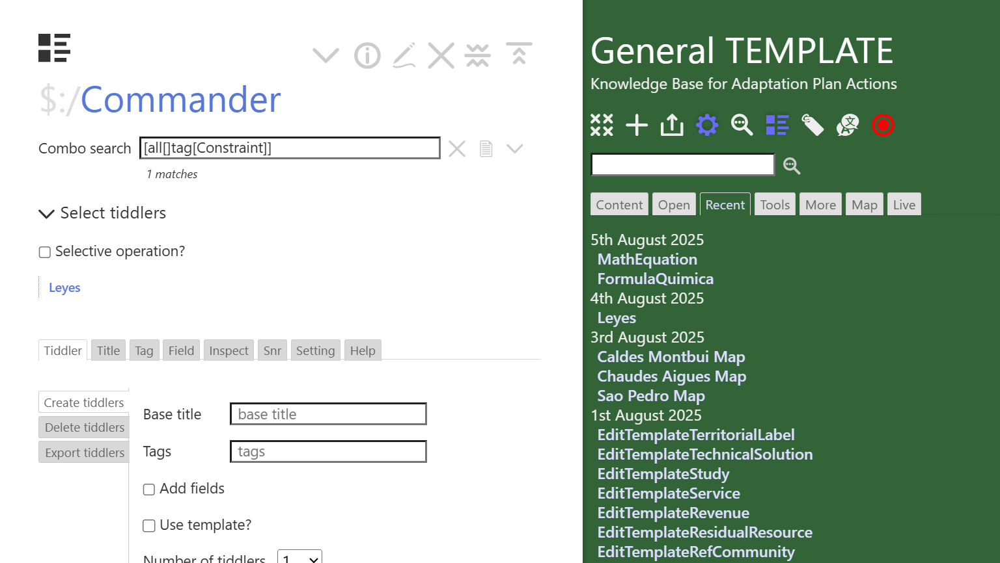 $:/Commander
Combo search [all[]tag[Constraint]]
1 matches
Select tiddlers
Selective operation?
Leyes
Tiddler Title Tag Field Inspect Snr Setting Help
Create tiddlers
Delete tiddlers
Export tiddlers
Base title base title
Tags tags
Add fields
Use template?
Number of tiddlers 1
General TEMPLATE
Knowledge Base for Adaptation Plan Actions
Content Open Recent Tools More Map Live
5th August 2025
MathEquation
FormulaQuimica
4th August 2025
Leyes
3rd August 2025
Caldes Montbui Map
Chaudes Aigues Map
Sao Pedro Map
1st August 2025
EditTemplateTerritorialLabel
EditTemplateTechnicalSolution
EditTemplateStudy
EditTemplateService
EditTemplateRevenue
EditTemplateResidualResource
EditTemplateRefCommunity